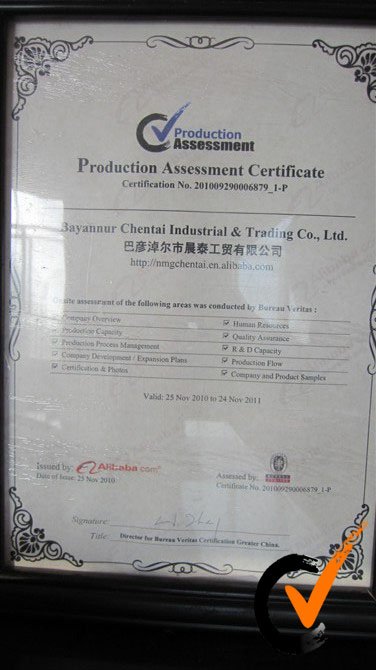 Production
Assessment
Production Assessment Certificate
Certification No. 201009290006879_1-P
Bayannur Chentai Industrial & Trading Co., Ltd.
巴彦淖尔市晨泰工贸有限公司
http://nmgchentai.en.alibaba.com
Onsite assessment of the following areas was conducted by Bureau Veritas :
Company Overview
Human Resources
Production Capacity
Quality Assurance
Production Process Management
R & D Capacity
Company Development / Expansion Plans
Production Flow
Certification & Photos
Company and Product Samples
Valid: 25 Nov 2010 to 24 Nov 2011
Issued by: Alibaba.com
Date of Issue: 25 Nov 2010
Assessed by:
Certificate No. 201009290006879_1-P
Signature:
Title: Director for Bureau Veritas Certification Greater China.